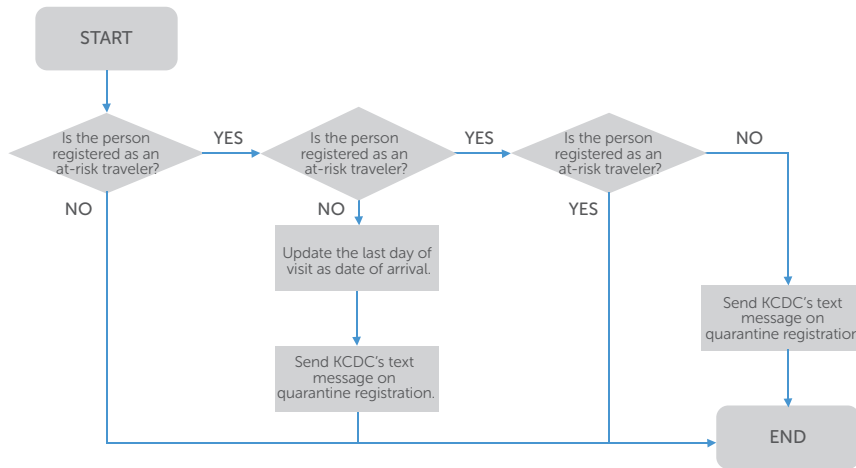 START
Is the person
registered as an
at-risk traveler?
YES
Is the person
registered as an
at-risk traveler?
YES
Is the person
registered as an
at-risk traveler?
NO
NO
NO
YES
Update the last day of
visit as date of arrival.
Send KCDC's text
message on
quarantine registration.
Send KCDC's text
message on
quarantine registration
END